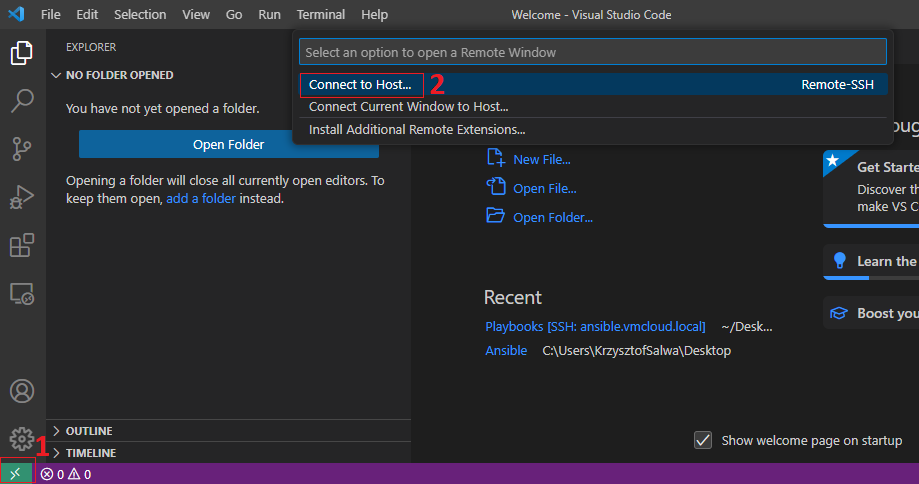 File Edit Selection View Go Run Terminal Help Welcome - Visual Studio Code
EXPLORER
Select an option to open a Remote Window
NO FOLDER OPENED
Connect to Host... 2 Remote-SSH
You have not yet opened a folder.
Connect Current Window to Host...
Open Folder
Install Additional Remote Extensions...
Opening a folder will close all currently open editors. To
keep them open, add a folder instead.
New File...
Open File...
Open Folder...
Get Starte
Discover th
make VS C
Learn the
Boost you
Recent
Playbooks [SSH: ansible.vmcloud.local] ~/Desk...
Ansible C:\Users\KrzysztofSalwa\Desktop
OUTLINE
1
TIMELINE
Show welcome page on startup
0 0